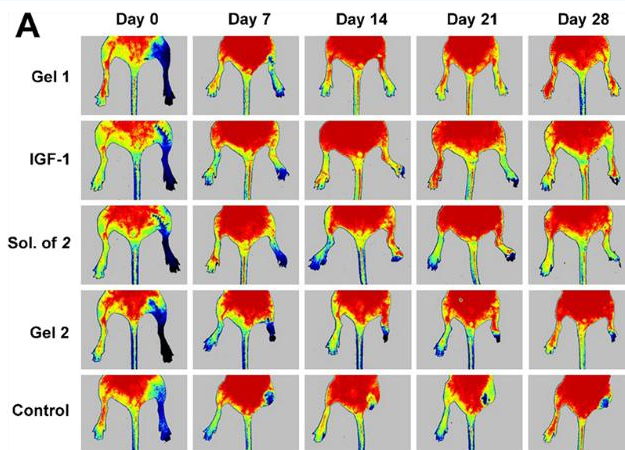 A
Day 0 Day 7 Day 14 Day 21 Day 28
Gel 1
IGF-1
Sol. of 2
Gel 2
Control